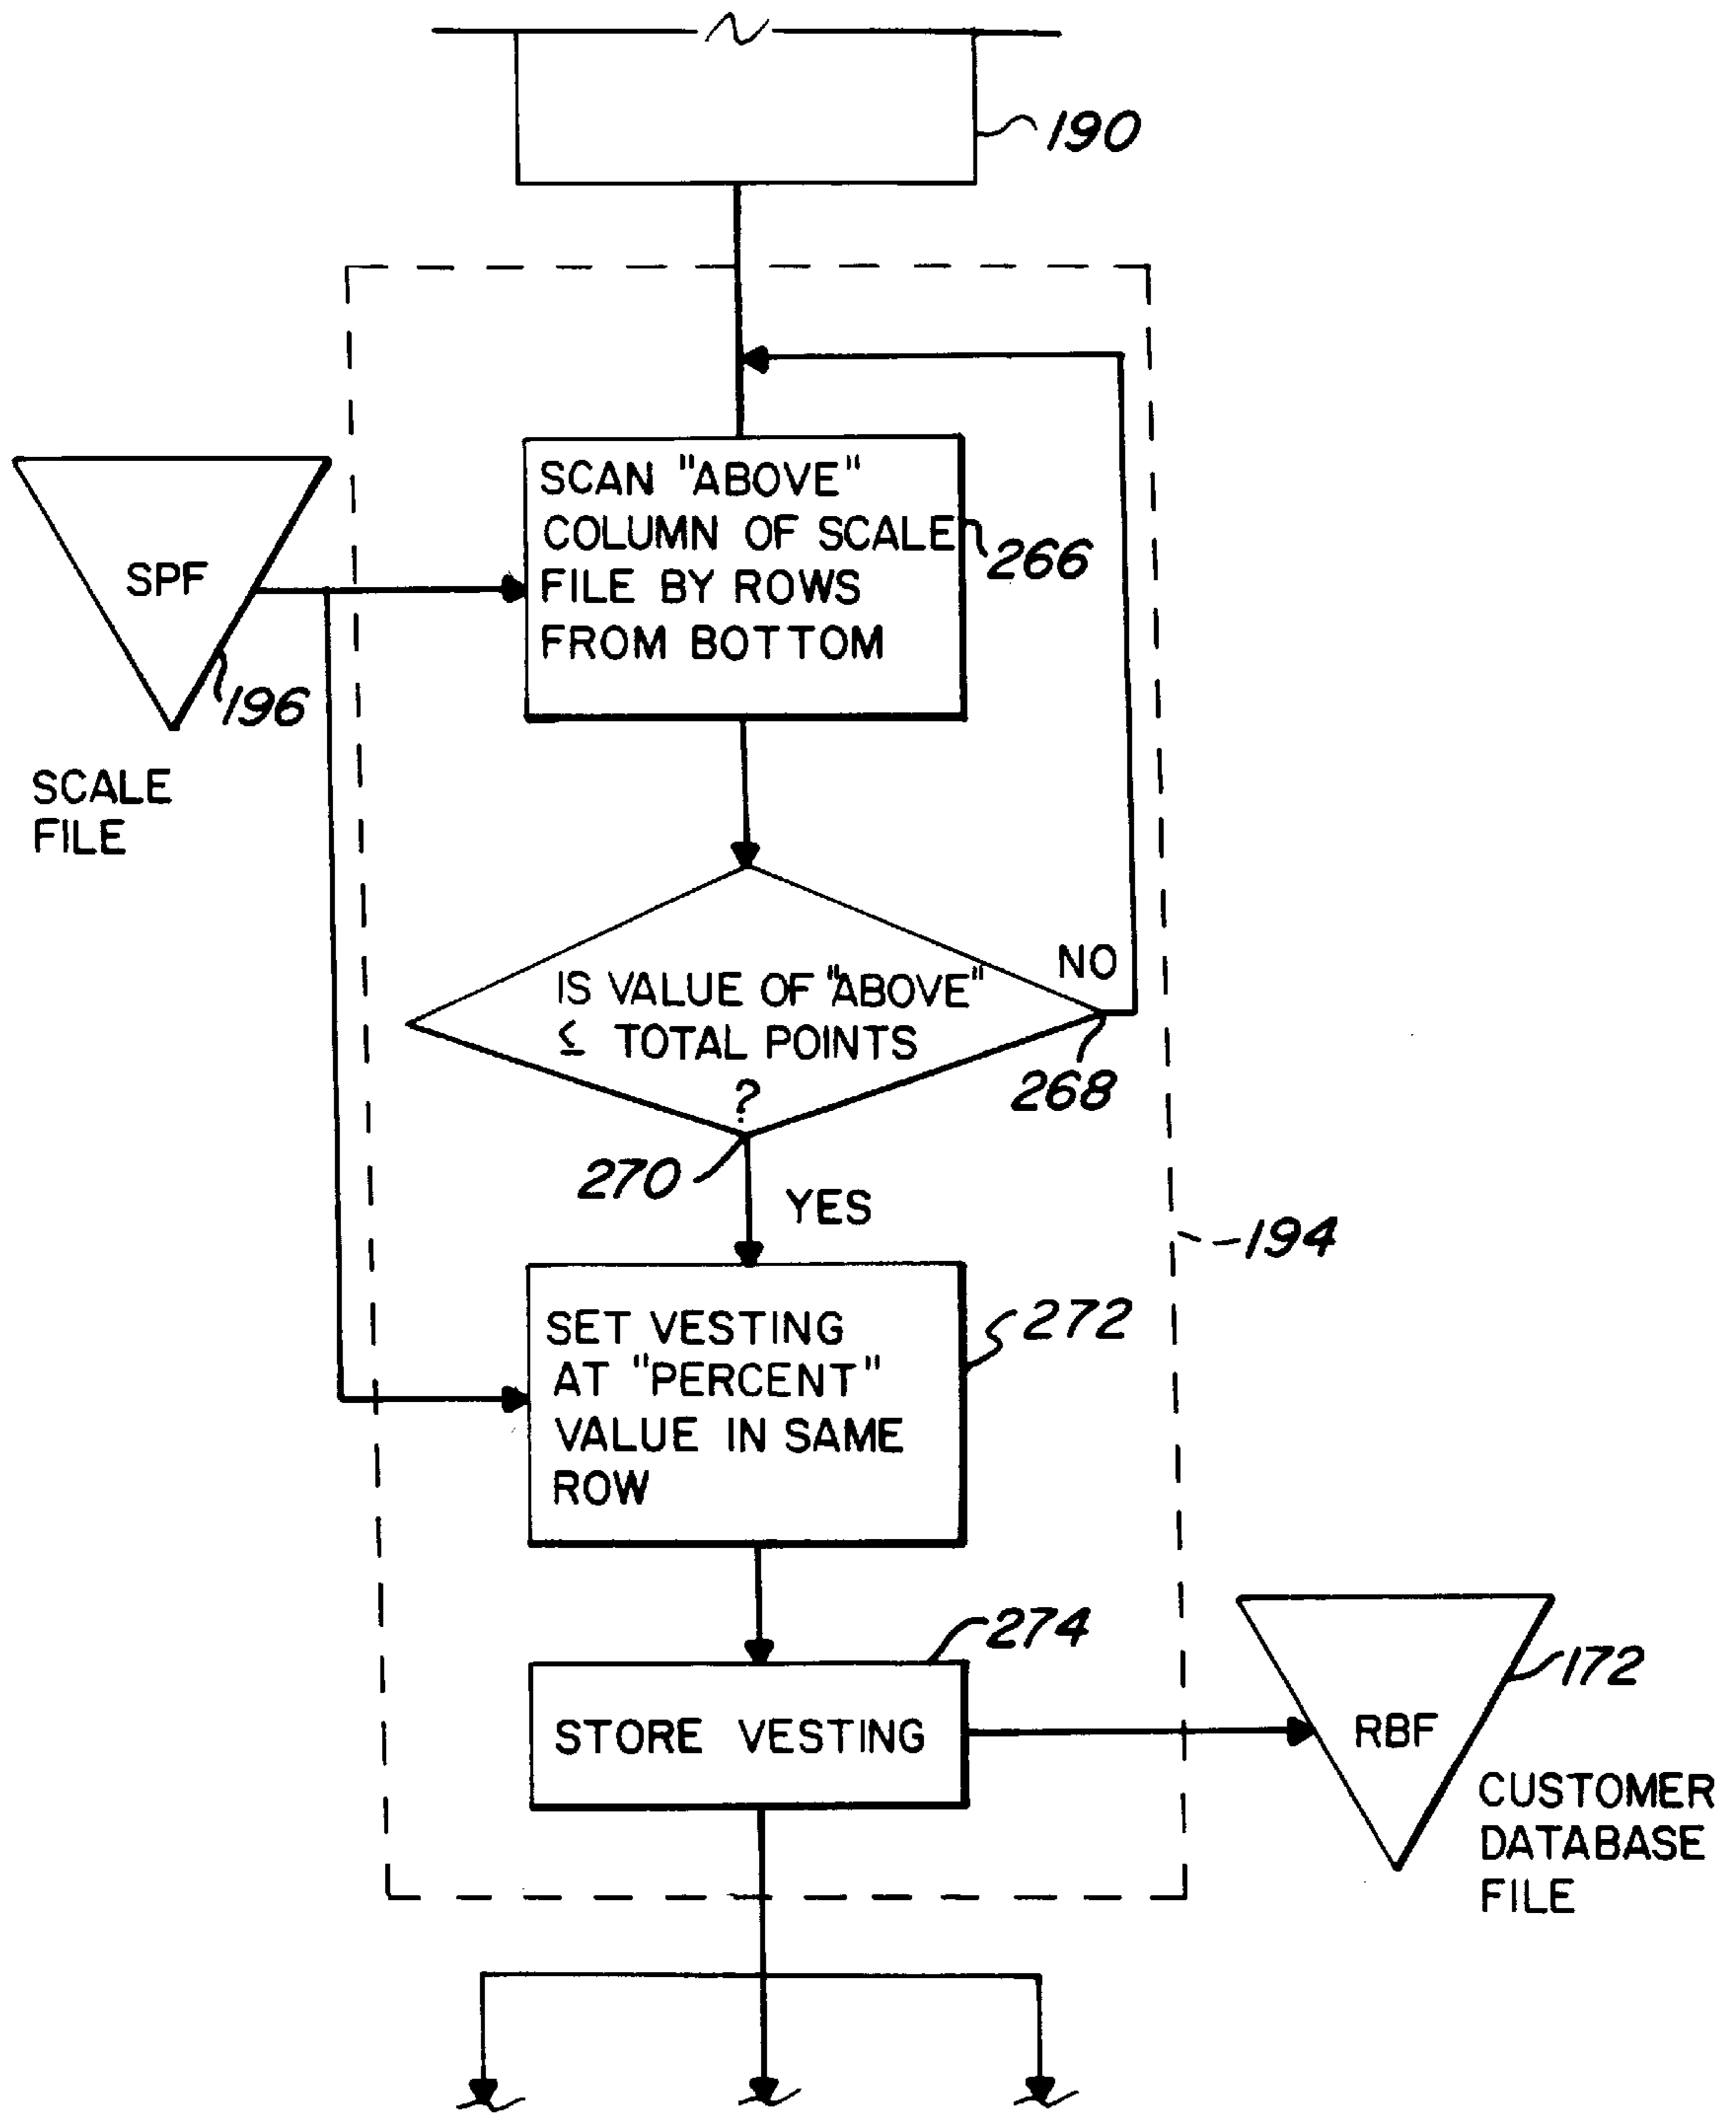 190
SCAN "ABOVE"
COLUMN OF SCALE
FILE BY ROWS
FROM BOTTOM
266
SPF
196
SCALE
FILE
NO
IS VALUE OF "ABOVE"
≤ TOTAL POINTS
?
268
270
YES
194
SET VESTING
AT "PERCENT"
VALUE IN SAME
ROW
272
274
STORE VESTING
172
RBF
CUSTOMER
DATABASE
FILE